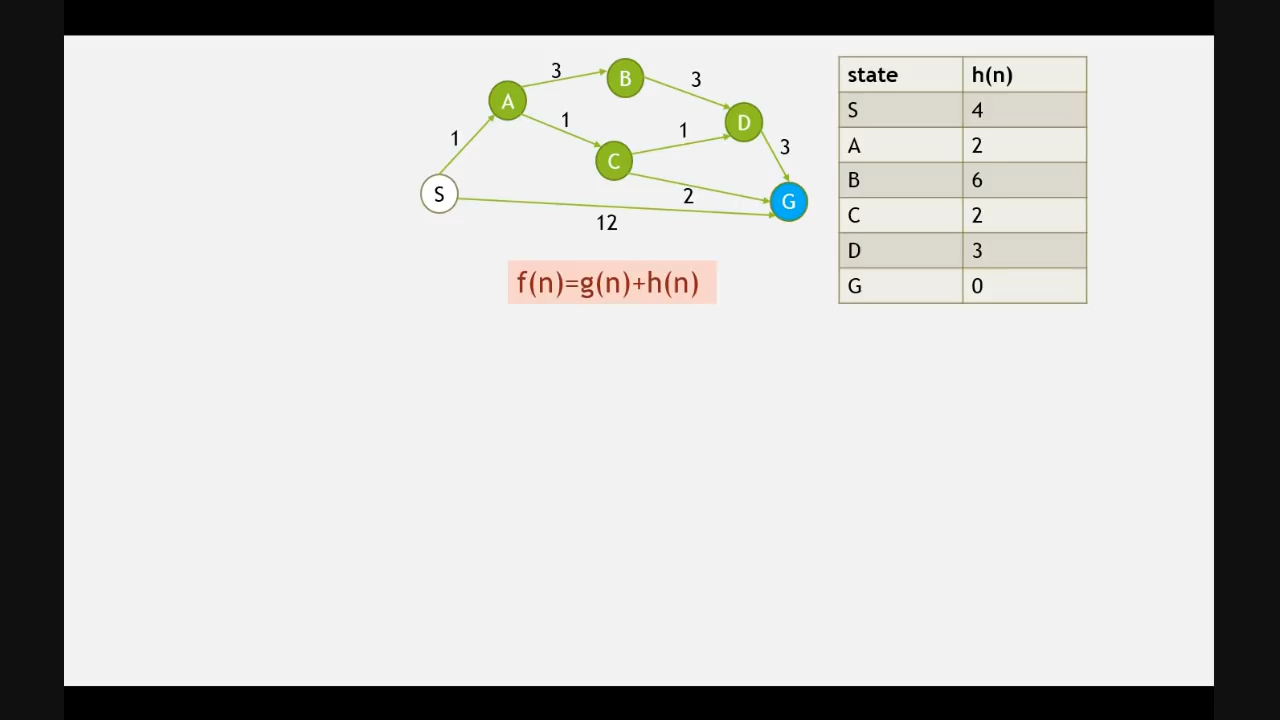 3
B
3
A
1
D
1
1
C
3
S
2
G
12
f(n)=g(n)+h(n)
state h(n)
S 4
A 2
B 6
C 2
D 3
G 0